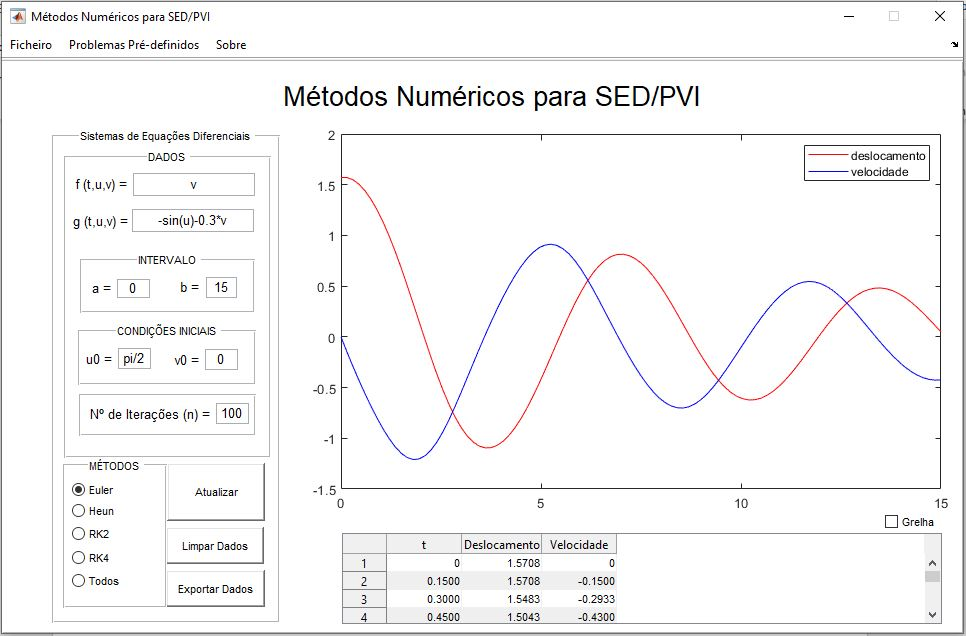 Métodos Numéricos para SED/PVI
Ficheiro Problemas Pré-definidos Sobre
Métodos Numéricos para SED/PVI
Sistemas de Equações Diferenciais
DADOS
f (t,u,v) = v
g (t,u,v) = -sin(u)-0.3*v
INTERVALO
a = 0 b = 15
CONDIÇÕES INICIAIS
u0 = pi/2 v0 = 0
Nº de Iterações (n) = 100
MÉTODOS
Euler
Heun
RK2
RK4
Todos
Atualizar
Limpar Dados
Exportar Dados
deslocamento
velocidade
2
1.5
1
0.5
0
-0.5
-1
-1.5
0 5 10 15
Grelha
t Deslocamento Velocidade
1 0 1.5708 0
2 0.1500 1.5708 -0.1500
3 0.3000 1.5483 -0.2933
4 0.4500 1.5043 -0.4300